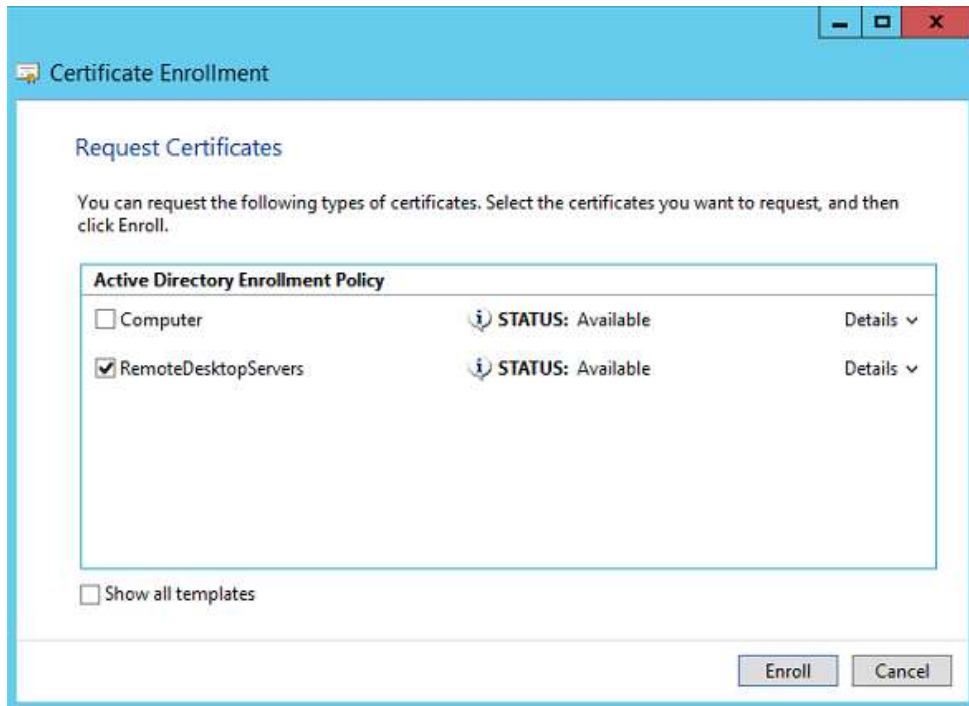 Certificate Enrollment
Request Certificates
You can request the following types of certificates. Select the certificates you want to request, and then
click Enroll.
Active Directory Enrollment Policy
Computer STATUS: Available Details
RemoteDesktopServers STATUS: Available Details
Show all templates
Enroll Cancel